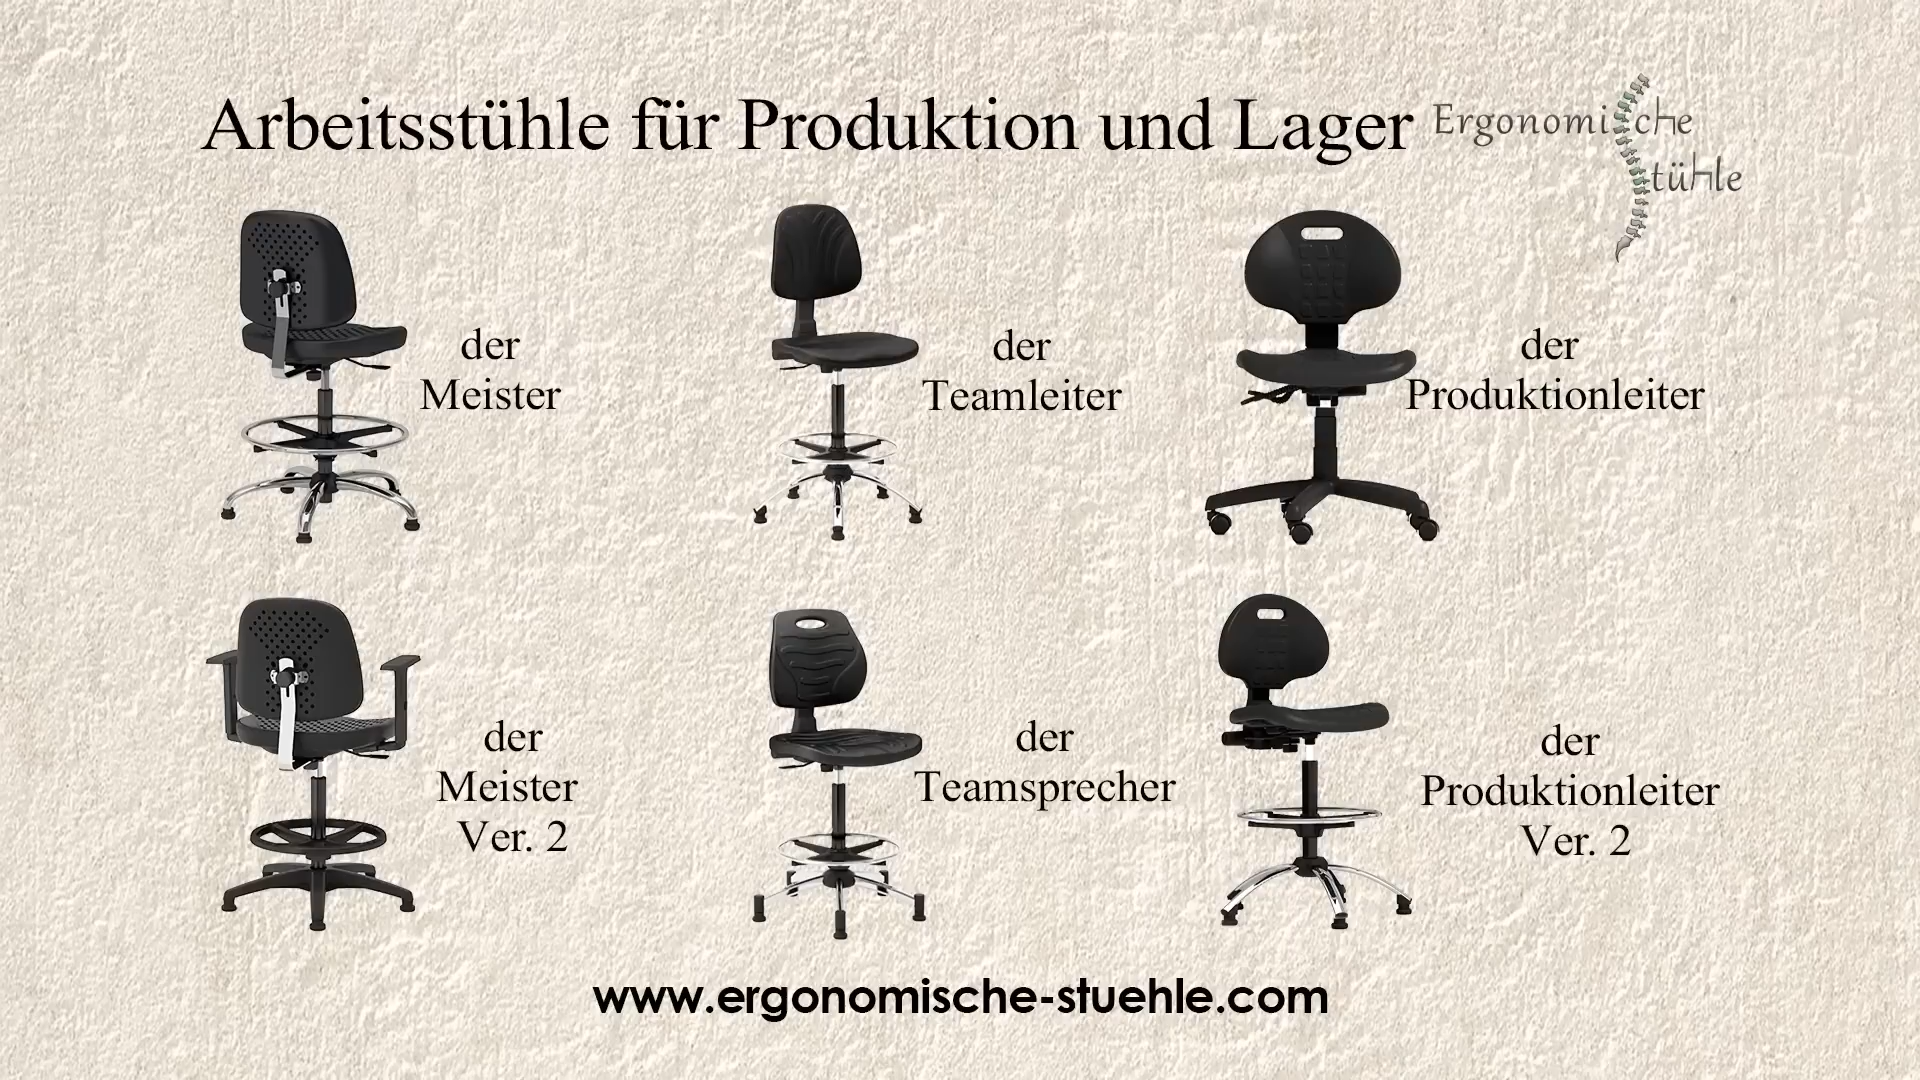 Arbeitsstühle für Produktion und Lager
Ergonomische
Stühle
der
Meister
der
Teamleiter
der
Produktionleiter
der
Meister
Ver. 2
der
Teamsprecher
der
Produktionleiter
Ver. 2
www.ergonomische-stuehle.com